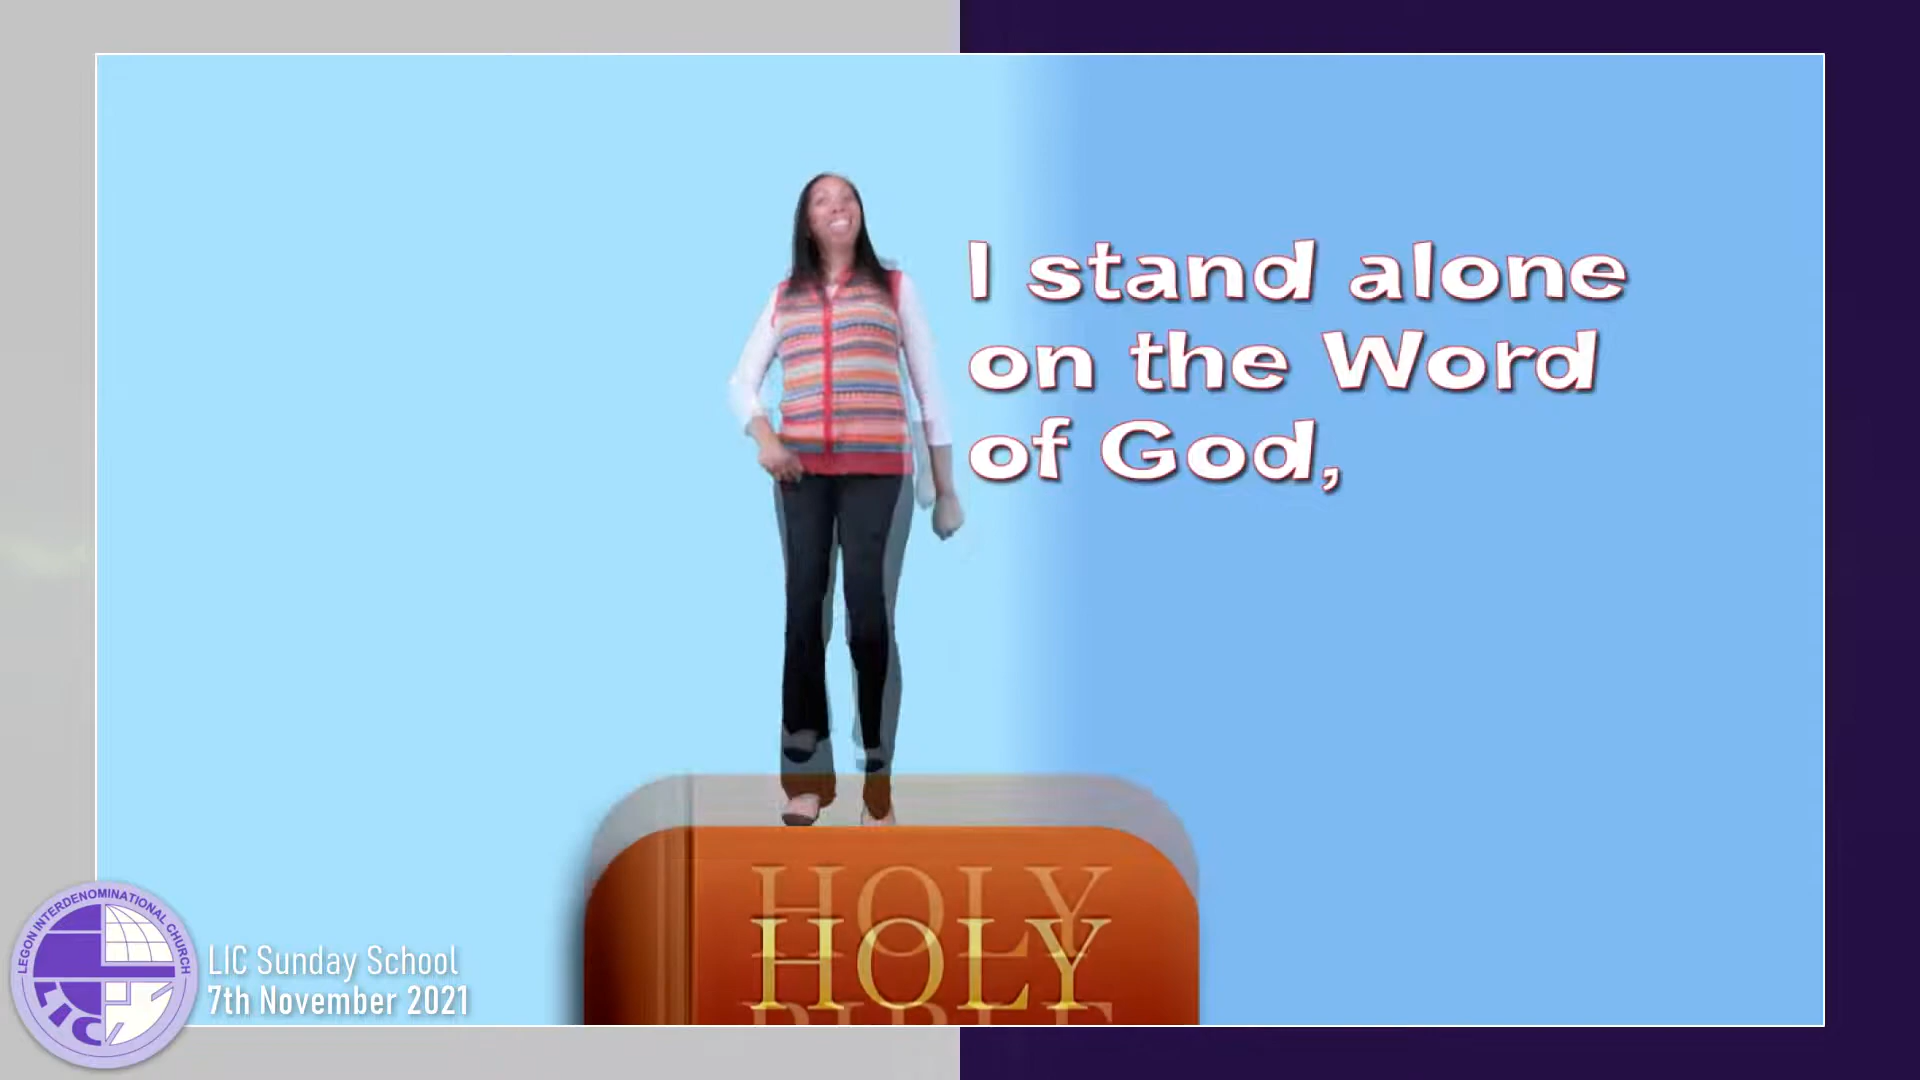 I stand alone
on the Word
of God,
HOLY
HOLY
BIBLE
LEGON INTERDENOMINATIONAL CHURCH
LIC
LIC Sunday School
7th November 2021